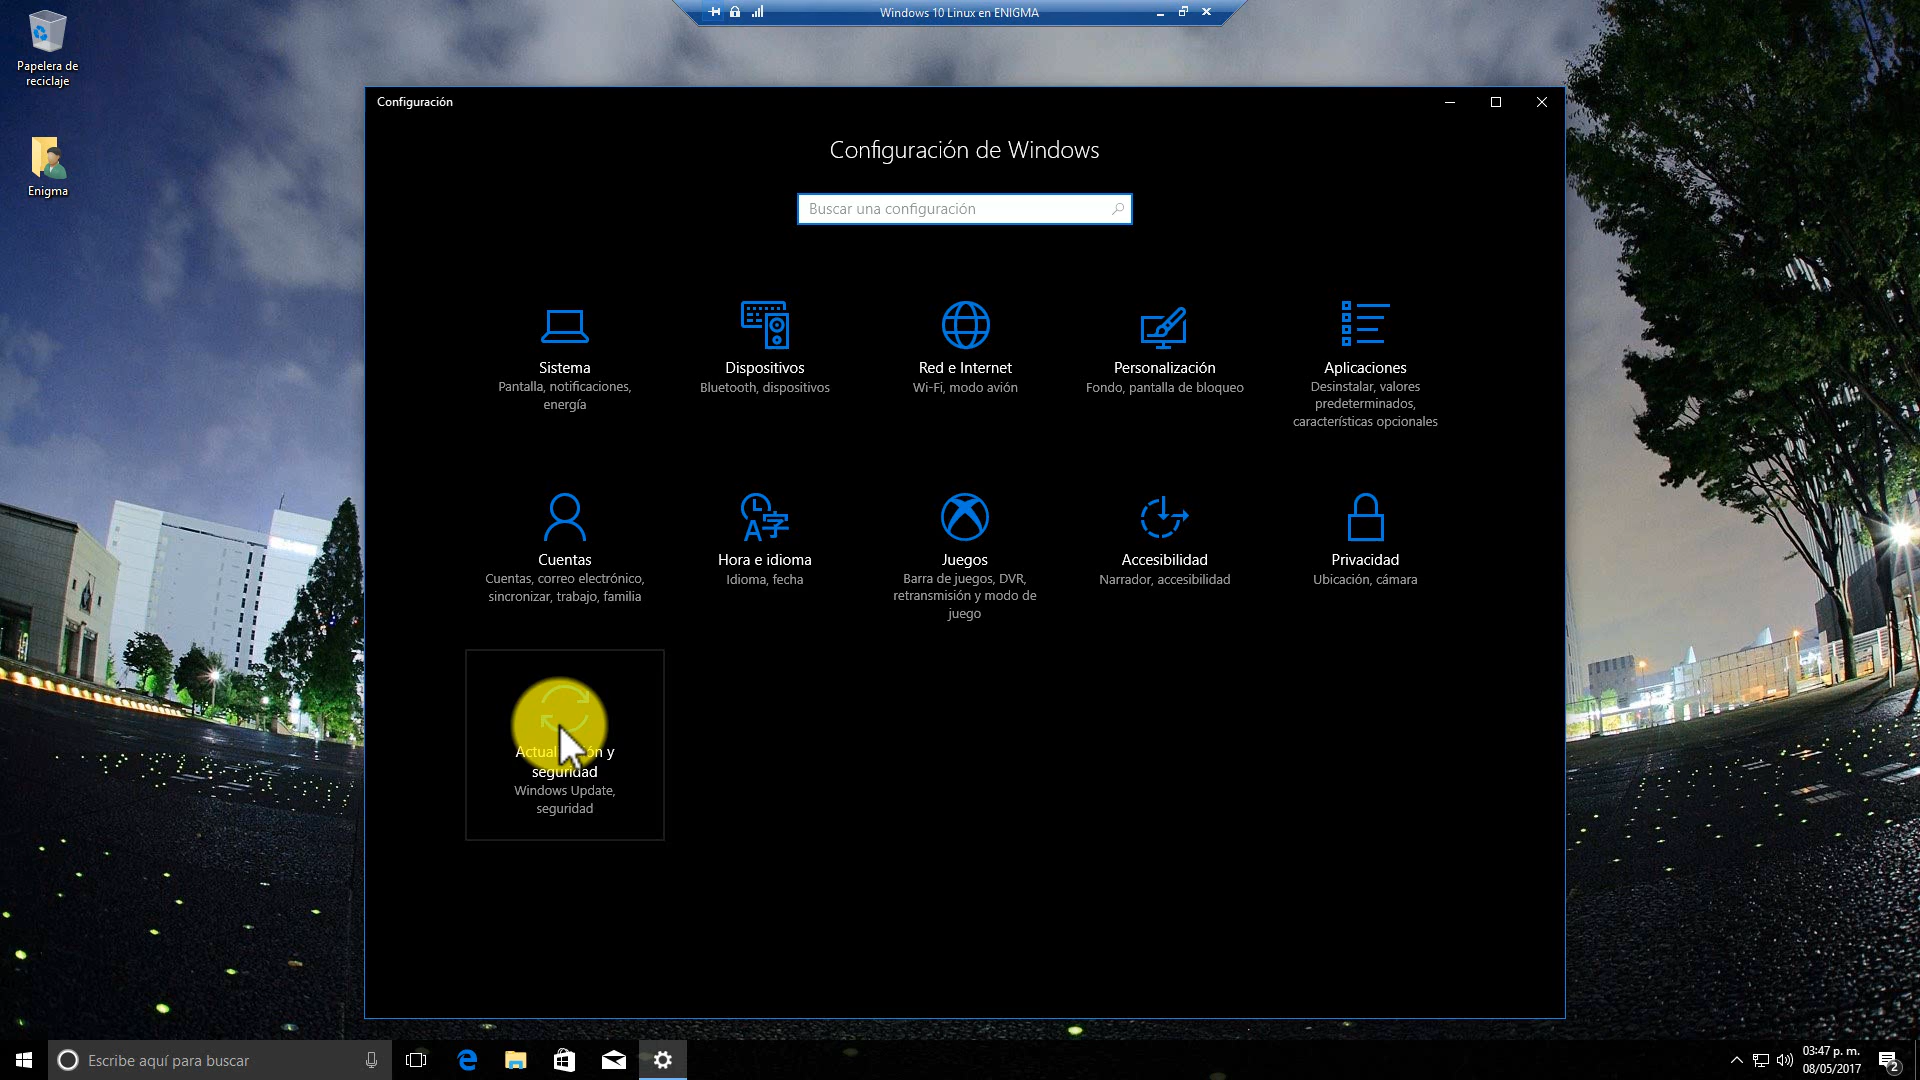 Windows 10 Linux en ENIGMA
Papelera de
reciclaje
Enigma
Configuración
Configuración de Windows
Buscar una configuración
Sistema
Pantalla, notificaciones,
energía
Dispositivos
Bluetooth, dispositivos
Red e Internet
Wi-Fi, modo avión
Personalización
Fondo, pantalla de bloqueo
Aplicaciones
Desinstalar, valores
predeterminados,
características opcionales
Cuentas
Cuentas, correo electrónico,
sincronizar, trabajo, familia
Hora e idioma
Idioma, fecha
Juegos
Barra de juegos, DVR,
retransmisión y modo de
juego
Accesibilidad
Narrador, accesibilidad
Privacidad
Ubicación, cámara
y
seguridad
Windows Update,
seguridad
Escribe aquí para buscar
03:47 p. m.
08/05/2017
2